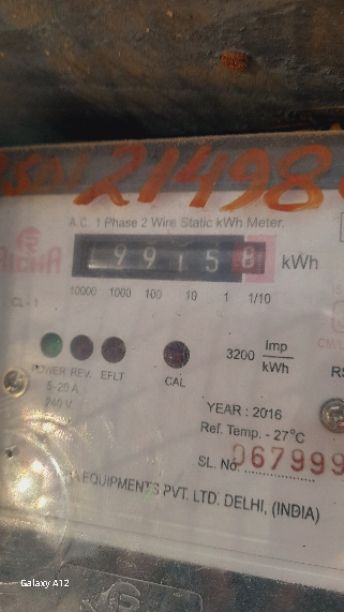 21498
A.C. 1 Phase 2 Wire Static kWh Meter.
199158 kWh
10000 1000 100 10 1 1/10
CL - 1
3200 Imp/kWh
POWER REV. EFLT CAL
5-20 A
240 V
YEAR : 2016
Ref. Temp. - 27°C
SL. No. 067999
EQUIPMENTS PVT. LTD. DELHI, (INDIA)
Galaxy A12